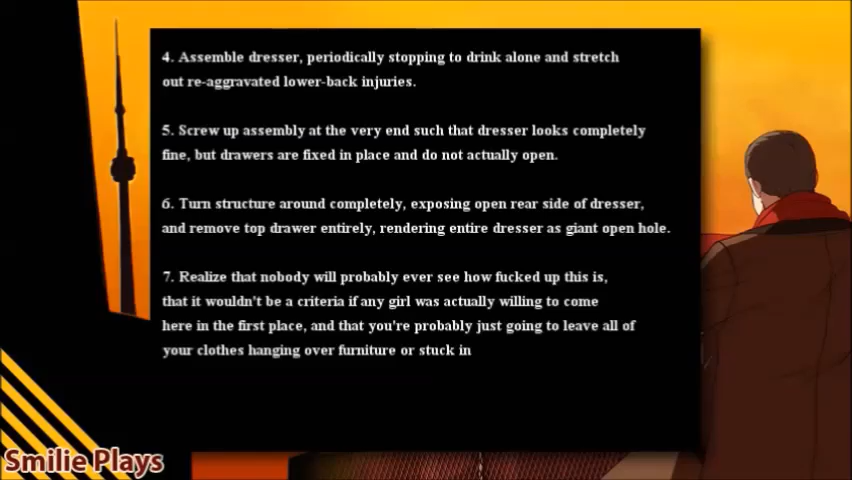 4. Assemble dresser, periodically stopping to drink alone and stretch
out re-aggravated lower-back injuries.
5. Screw up assembly at the very end such that dresser looks completely
fine, but drawers are fixed in place and do not actually open.
6. Turn structure around completely, exposing open rear side of dresser,
and remove top drawer entirely, rendering entire dresser as giant open hole.
7. Realize that nobody will probably ever see how fucked up this is,
that it wouldn't be a criteria if any girl was actually willing to come
here in the first place, and that you're probably just going to leave all of
your clothes hanging over furniture or stuck in
Smilie Plays